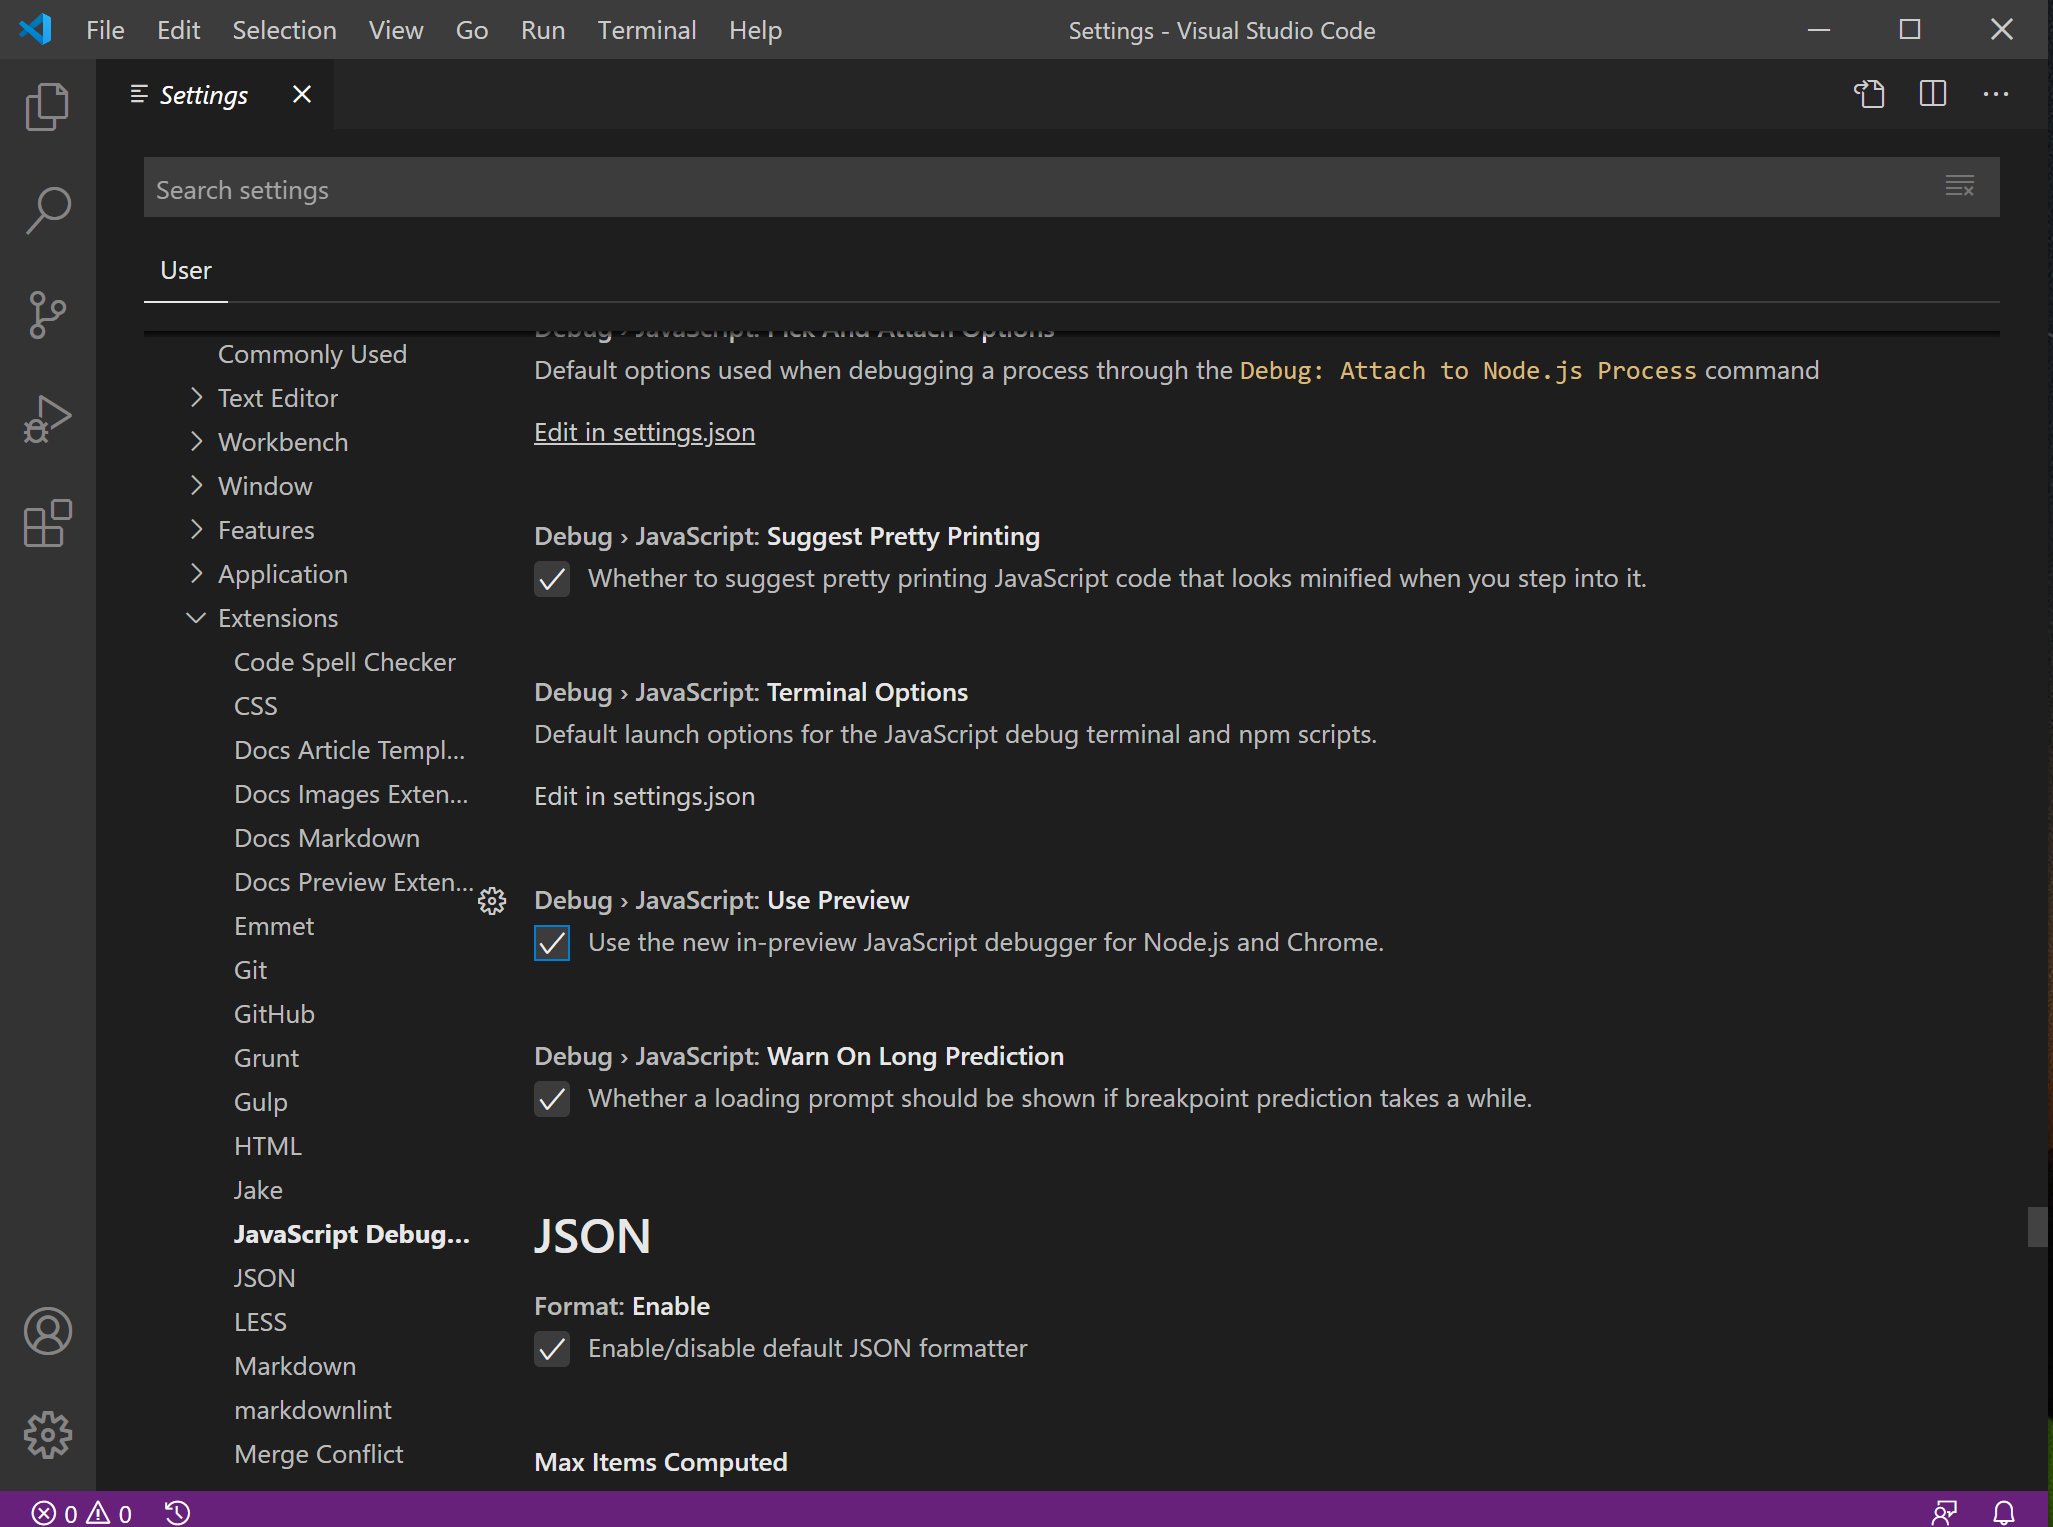 File Edit Selection View Go Run Terminal Help Settings - Visual Studio Code
Settings
Search settings
User
Commonly Used
Text Editor
Workbench
Window
Features
Application
Extensions
Code Spell Checker
CSS
Docs Article Templ...
Docs Images Exten...
Docs Markdown
Docs Preview Exten...
Emmet
Git
GitHub
Grunt
Gulp
HTML
Jake
JavaScript Debug...
JSON
LESS
Markdown
markdownlint
Merge Conflict
Debug › JavaScript: Pick And Attach Options
Default options used when debugging a process through the Debug: Attach to Node.js Process command
Edit in settings.json
Debug › JavaScript: Suggest Pretty Printing
Whether to suggest pretty printing JavaScript code that looks minified when you step into it.
Debug › JavaScript: Terminal Options
Default launch options for the JavaScript debug terminal and npm scripts.
Edit in settings.json
Debug › JavaScript: Use Preview
Use the new in-preview JavaScript debugger for Node.js and Chrome.
Debug › JavaScript: Warn On Long Prediction
Whether a loading prompt should be shown if breakpoint prediction takes a while.
JSON
Format: Enable
Enable/disable default JSON formatter
Max Items Computed
0 0